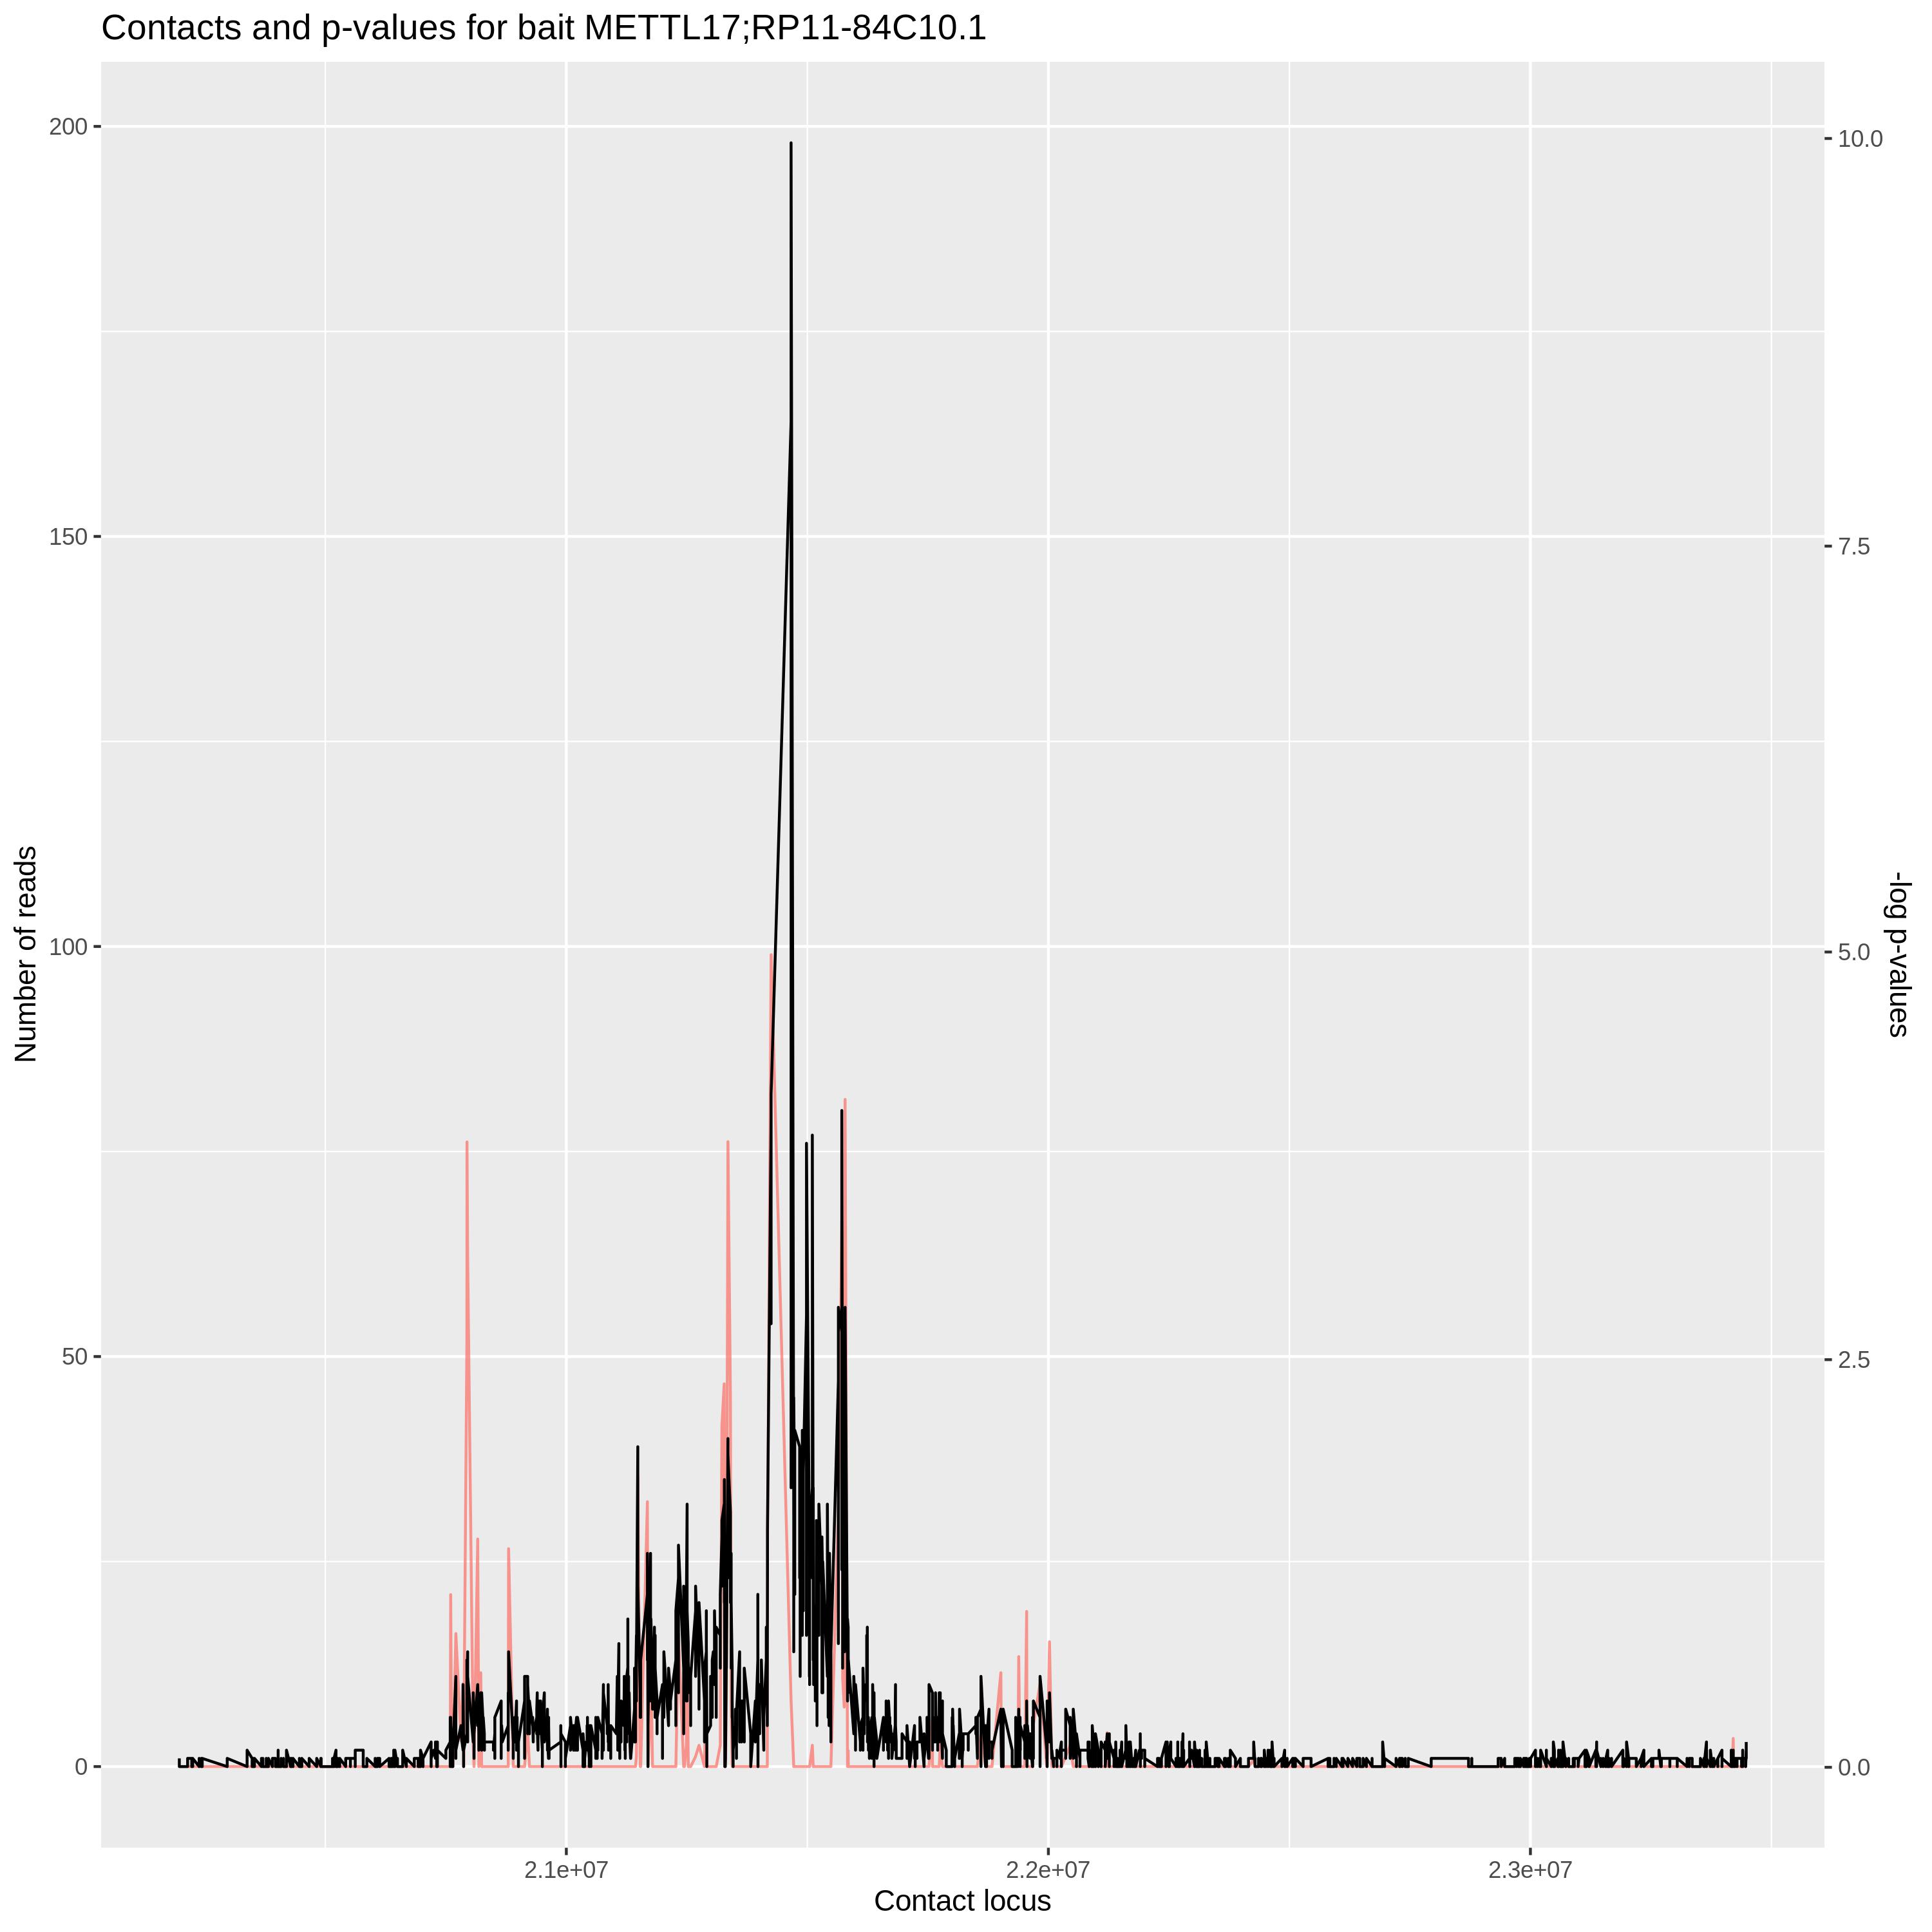 Contacts and p-values for bait METTL17;RP11-84C10.1
200
150
100
50
0
Number of reads
10.0
7.5
5.0
2.5
0.0
-log p-values
2.1e+07
2.2e+07
2.3e+07
Contact locus